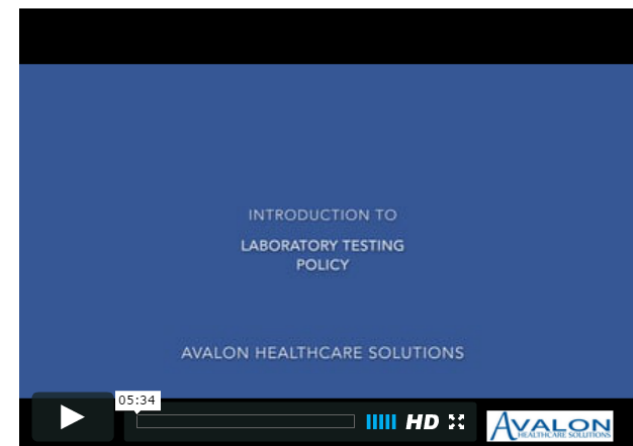 INTRODUCTION TO
LABORATORY TESTING
POLICY
AVALON HEALTHCARE SOLUTIONS
05:34
HD
AVALON
HEALTHCARE SOLUTIONS